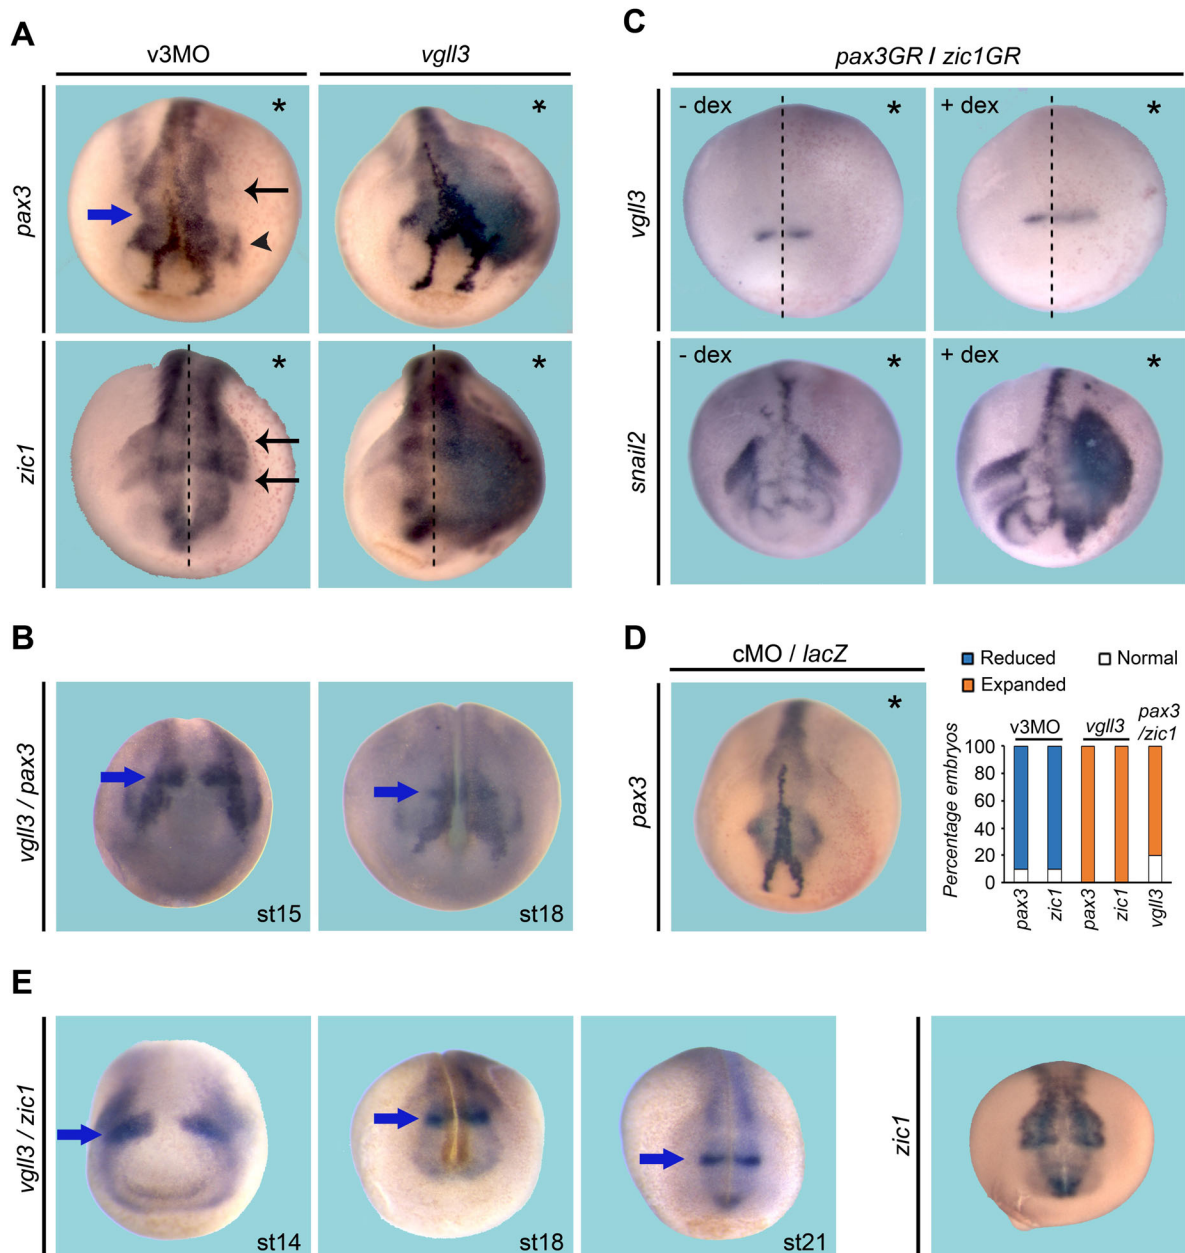 A
v3MO
vgll3
pax3
*
*
zic1
*
*
C
pax3GR / zic1GR
vgll3
- dex
*
+ dex
*
snail2
- dex
*
+ dex
*
B
vgll3 / pax3
st15
st18
D
cMO / lacZ
pax3
*
Reduced
Normal
Expanded
v3MO
vgll3
pax3
/zic1
Percentage embryos
100
80
60
40
20
0
pax3
zic1
pax3
zic1
vgll3
E
vgll3 / zic1
st14
st18
st21
zic1